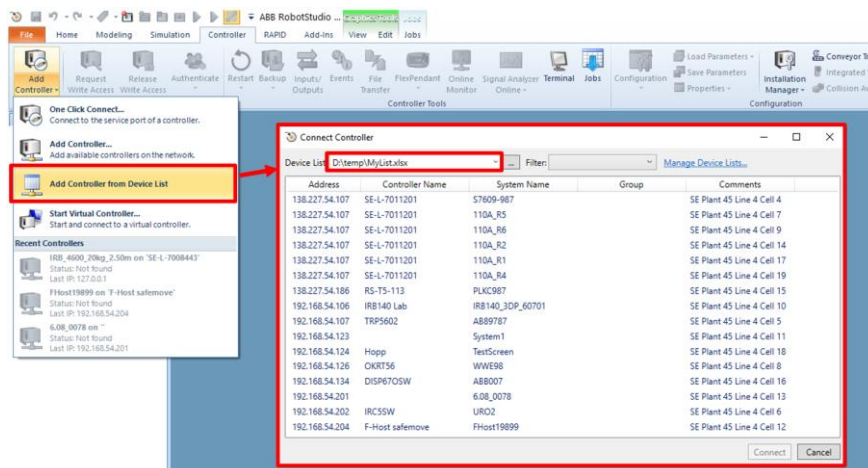 ABB RobotStudio ...
Graphics Tools
File Home Modeling Simulation Controller RAPID Add-Ins View Edit Jobs
Add Controller
Request Write Access
Release Write Access
Authenticate
Restart
Backup
Inputs/ Outputs
Events
File Transfer
FlexPendant
Online Monitor
Signal Analyzer Online
Terminal
Jobs
Configuration
Load Parameters
Save Parameters
Properties
Installation Manager
Conveyor
Integrated
Collision
Controller Tools
Configuration
One Click Connect...
Connect to the service port of a controller.
Add Controller...
Add available controllers on the network.
Add Controller from Device List
Start Virtual Controller...
Start and connect to a virtual controller.
Recent Controllers
IRB_4600_20kg_2.50m on 'SE-L-7008443'
Status: Not found
Last IP: 127.0.0.1
FHost19899 on 'F-Host safemove'
Status: Not found
Last IP: 192.168.54.204
6.08_0078 on ''
Status: Not found
Last IP: 192.168.54.201
Connect Controller
Device List: D:\temp\MyList.xlsx ... Filter: Manage Device Lists...
Address Controller Name System Name Group Comments
138.227.54.107 SE-L-7011201 S7609-987 SE Plant 45 Line 4 Cell 4
138.227.54.107 SE-L-7011201 110A_R5 SE Plant 45 Line 4 Cell 7
138.227.54.107 SE-L-7011201 110A_R6 SE Plant 45 Line 4 Cell 9
138.227.54.107 SE-L-7011201 110A_R2 SE Plant 45 Line 4 Cell 14
138.227.54.107 SE-L-7011201 110A_R1 SE Plant 45 Line 4 Cell 17
138.227.54.107 SE-L-7011201 110A_R4 SE Plant 45 Line 4 Cell 19
138.227.54.186 RS-T5-113 PLKC987 SE Plant 45 Line 4 Cell 15
192.168.54.106 IRB140 Lab IRB140_3DP_60701 SE Plant 45 Line 4 Cell 10
192.168.54.107 TRP5602 AB89787 SE Plant 45 Line 4 Cell 5
192.168.54.123 System1 SE Plant 45 Line 4 Cell 11
192.168.54.124 Hopp TestScreen SE Plant 45 Line 4 Cell 18
192.168.54.126 OKRT56 WWE98 SE Plant 45 Line 4 Cell 8
192.168.54.134 DISP67OSW ABB007 SE Plant 45 Line 4 Cell 16
192.168.54.201 6.08_0078 SE Plant 45 Line 4 Cell 13
192.168.54.202 IRC5SW URO2 SE Plant 45 Line 4 Cell 6
192.168.54.204 F-Host safemove FHost19899 SE Plant 45 Line 4 Cell 12
Connect Cancel